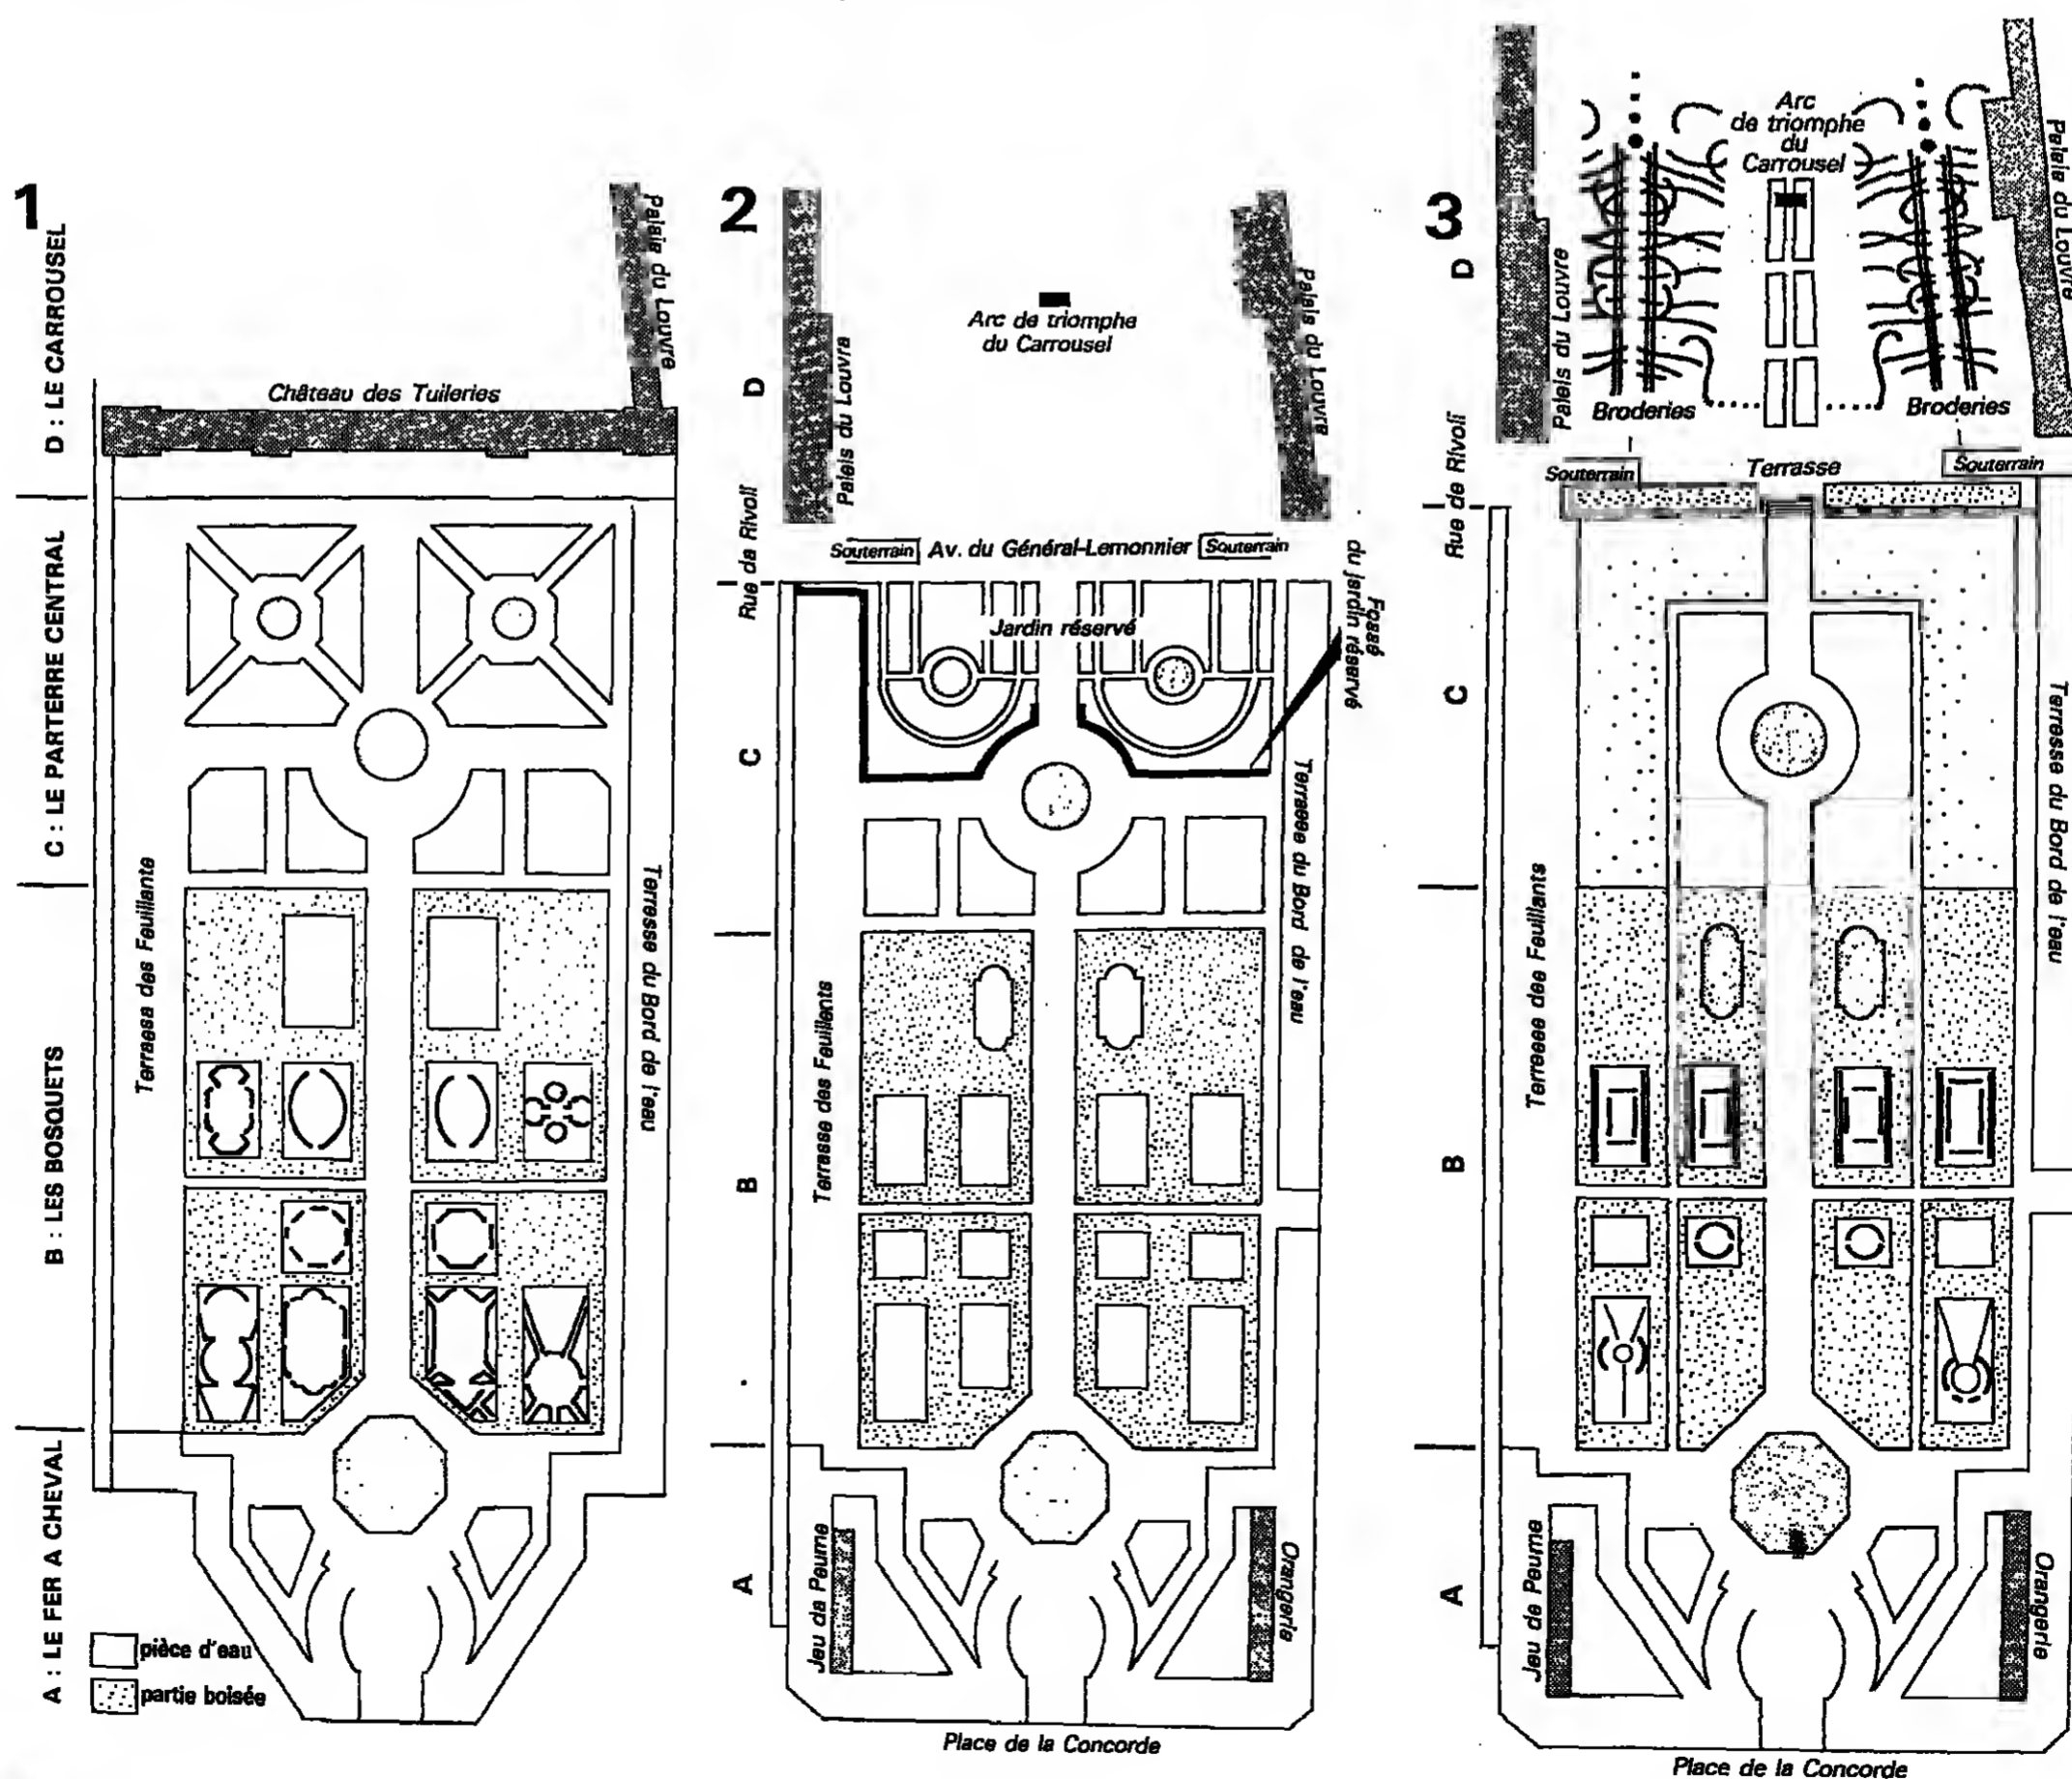 1
D : LE CARROUSEL
C : LE PARTERRE CENTRAL
B : LES BOSQUETS
A : LE FER A CHEVAL
Palais du Louvre
Château des Tuileries
Terrasse des Feuillants
Terrasse du Bord de l'eau
pièce d'eau
partie boisée
2
D
C
B
A
Palais du Louvre
Arc de triomphe
du Carrousel
Palais du Louvre
Rue de Rivoli
Souterrain
Av. du Général-Lemonnier
Souterrain
Jardin réservé
Fossé
du jardin réservé
Terrasse des Feuillants
Terrasse du Bord de l'eau
Jeu de Paume
Orangerie
Place de la Concorde
3
D
C
B
A
Palais du Louvre
Arc
de triomphe
du
Carrousel
Palais du Louvre
Broderies
Broderies
Rue de Rivoli
Souterrain
Terrasse
Souterrain
Terrasse des Feuillants
Terrasse du Bord de l'eau
Jeu de Paume
Orangerie
Place de la Concorde